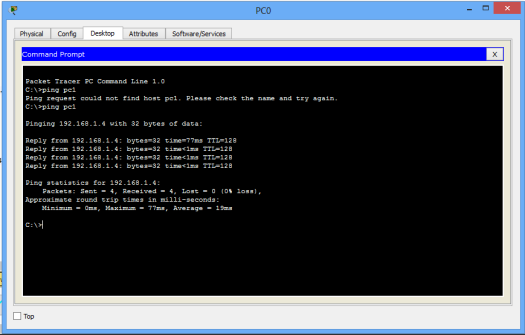 PC0
Physical Config Desktop Attributes Software/Services
Command Prompt
X
Packet Tracer PC Command Line 1.0
C:\>ping pc1
Ping request could not find host pc1. Please check the name and try again.
C:\>ping pc1
Pinging 192.168.1.4 with 32 bytes of data:
Reply from 192.168.1.4: bytes=32 time=77ms TTL=128
Reply from 192.168.1.4: bytes=32 time<1ms TTL=128
Reply from 192.168.1.4: bytes=32 time<1ms TTL=128
Reply from 192.168.1.4: bytes=32 time<1ms TTL=128
Ping statistics for 192.168.1.4:
Packets: Sent = 4, Received = 4, Lost = 0 (0% loss),
Approximate round trip times in milli-seconds:
Minimum = 0ms, Maximum = 77ms, Average = 19ms
C:\>
Top